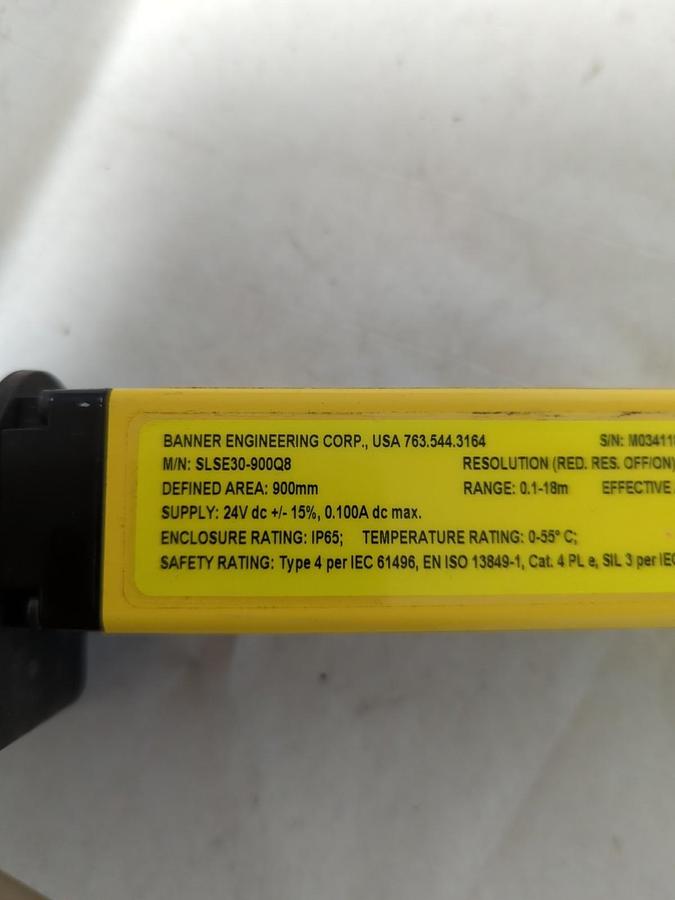 BANNER ENGINEERING CORP., USA 763.544.3164 S/N: M03411
M/N: SLSE30-900Q8 RESOLUTION (RED. RES. OFF/ON)
DEFINED AREA: 900mm RANGE: 0.1-18m EFFECTIVE
SUPPLY: 24V dc +/- 15%, 0.100A dc max.
ENCLOSURE RATING: IP65; TEMPERATURE RATING: 0-55° C;
SAFETY RATING: Type 4 per IEC 61496, EN ISO 13849-1, Cat. 4 PL e, SIL 3 per IEC